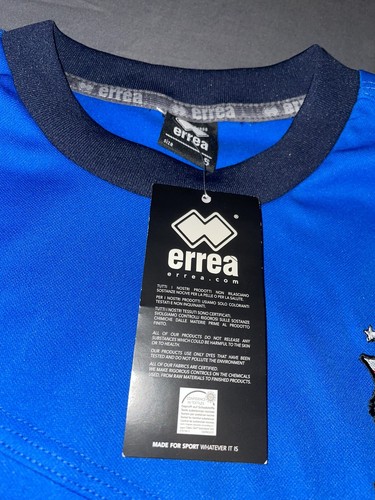 errea
errea
errea
errea
SIZE
S
errea
errea.com
TUTTI I NOSTRI PRODOTTI NON RILASCIANO
SOSTANZE NOCIVE PER LA PELLE O PER LA SALUTE.
PER I NOSTRI PRODOTTI USIAMO SOLO COLORANTI
TESTATI E NON INQUINANTI.
TUTTI I NOSTRI TESSUTI SONO CERTIFICATI.
SVOLGIAMO CONTROLLI RIGOROSI SULLE SOSTANZE
CHIMICHE DALLE MATERIE PRIME AL PRODOTTO
FINITO.
ALL OF OUR PRODUCTS DO NOT RELEASE ANY
SUBSTANCES WHICH COULD BE HARMFUL TO THE SKIN
OR TO HEALTH.
OUR PRODUCTS USE ONLY DYES THAT HAVE BEEN
TESTED AND DO NOT POLLUTE THE ENVIRONMENT.
ALL OF OUR FABRICS ARE CERTIFIED.
WE MAKE RIGOROUS CONTROLS ON THE CHEMICALS
USED, FROM RAW MATERIALS TO FINISHED PRODUCTS.
MADE FOR SPORT WHATEVER IT IS